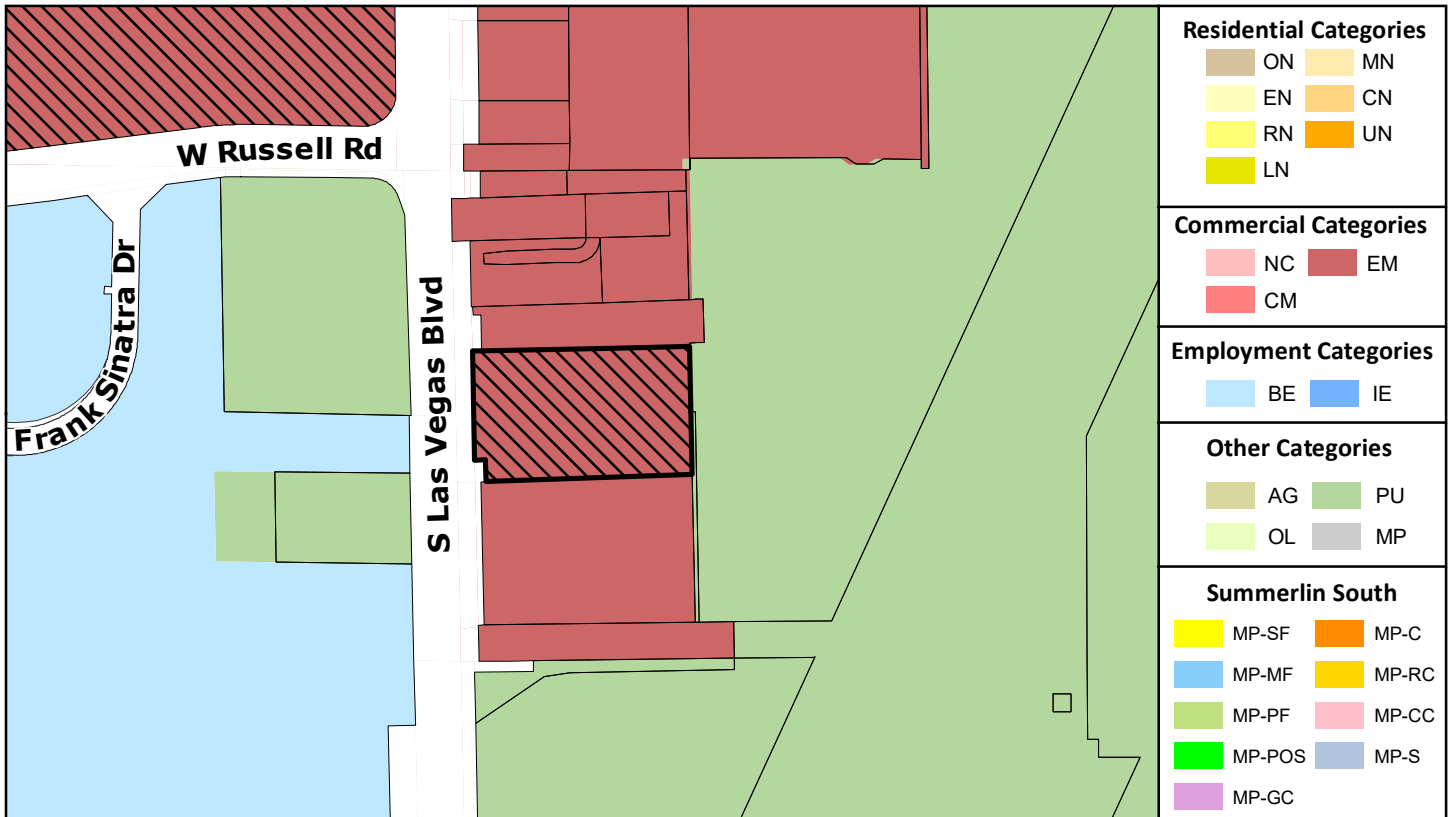 W Russell Rd
Frank Sinatra Dr
S Las Vegas Blvd
Residential Categories
ON MN
EN CN
RN UN
LN
Commercial Categories
NC EM
CM
Employment Categories
BE IE
Other Categories
AG PU
OL MP
Summerlin South
MP-SF MP-C
MP-MF MP-RC
MP-PF MP-CC
MP-POS MP-S
MP-GC